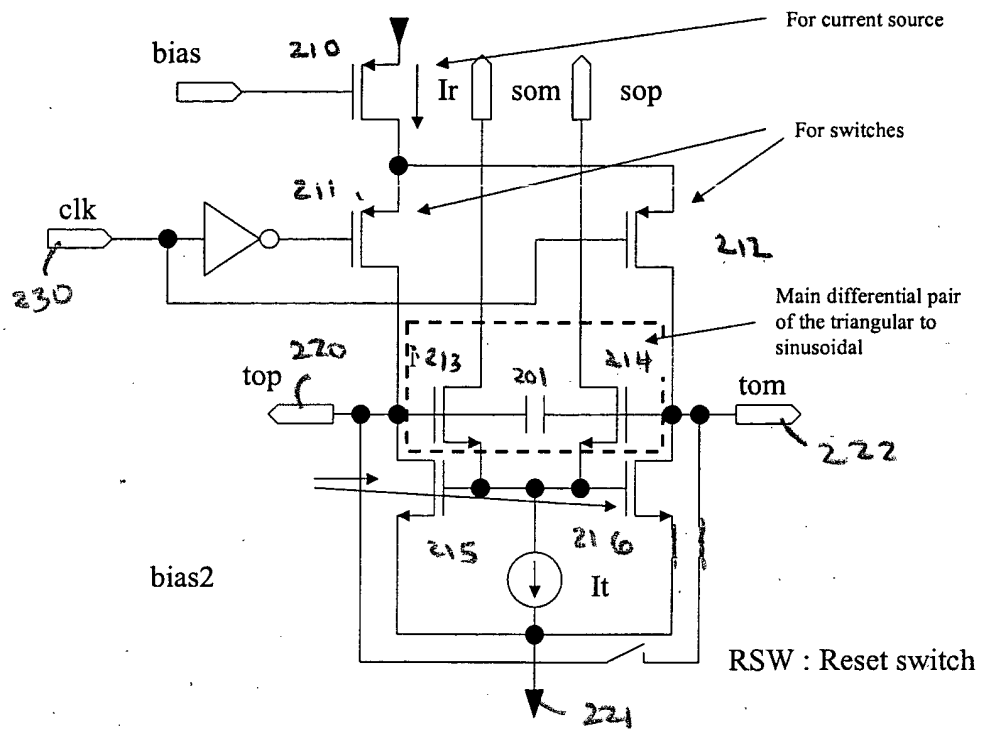 For current source
210
bias
Ir
som
sop
For switches
211
clk
212
230
Main differential pair
of the triangular to
sinusoidal
220
213
201
214
top
tom
222
215
216
bias2
It
RSW : Reset switch
221